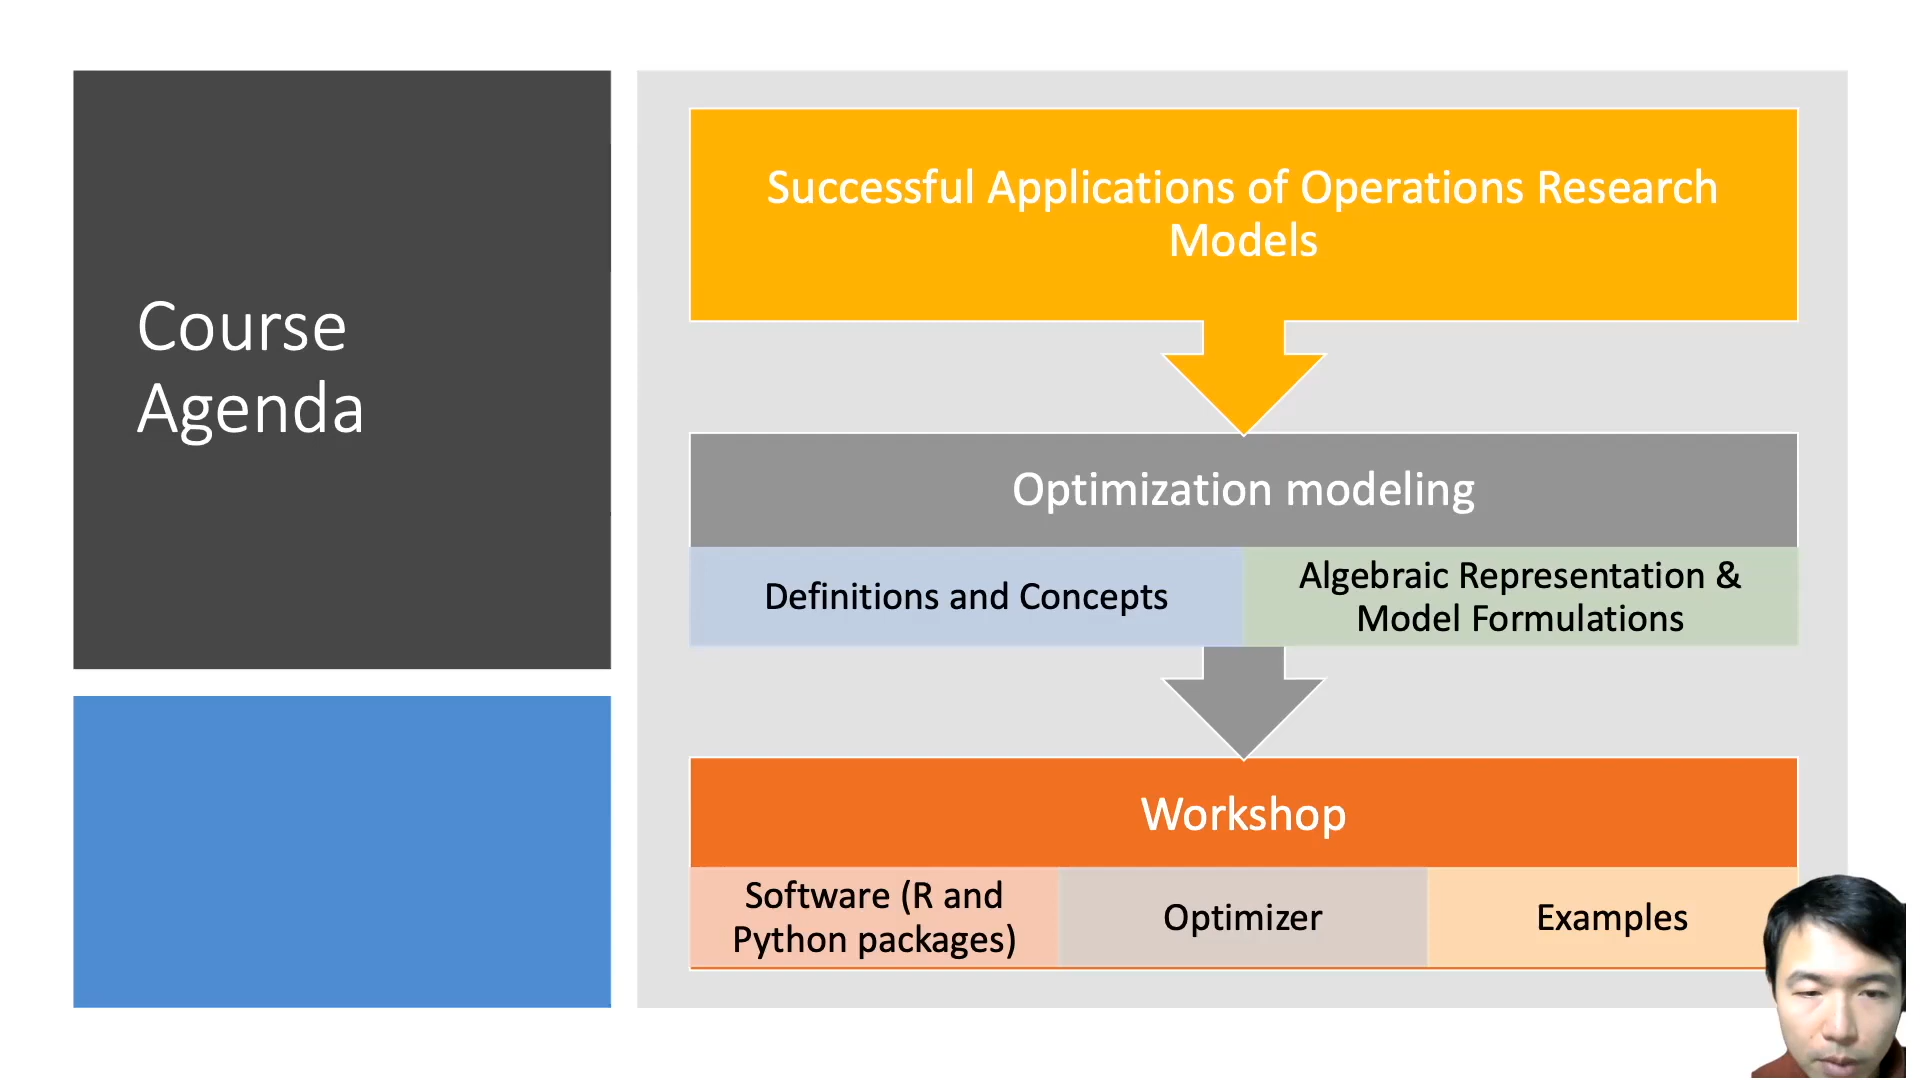 Course
Agenda
Successful Applications of Operations Research
Models
Optimization modeling
Definitions and Concepts
Algebraic Representation &
Model Formulations
Workshop
Software (R and
Python packages)
Optimizer
Examples